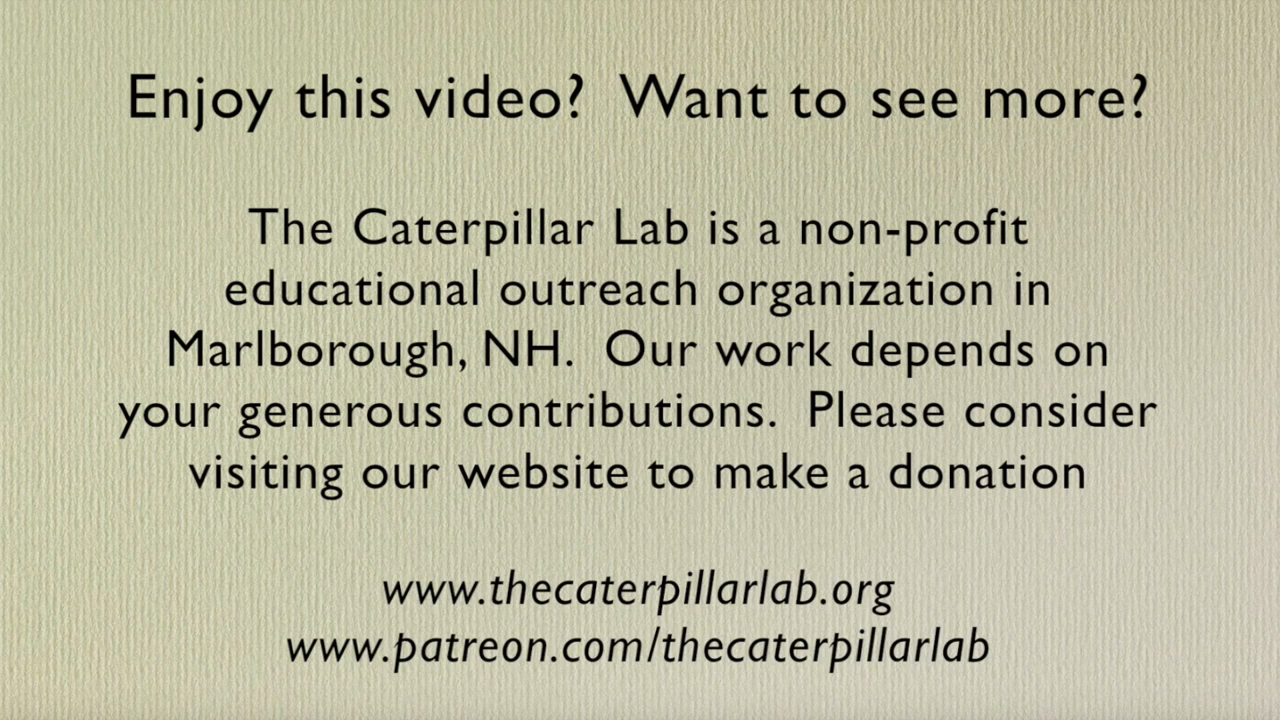 Enjoy this video?  Want to see more?
The Caterpillar Lab is a non-profit
educational outreach organization in
Marlborough, NH.  Our work depends on
your generous contributions.  Please consider
visiting our website to make a donation
www.thecaterpillarlab.org
www.patreon.com/thecaterpillarlab